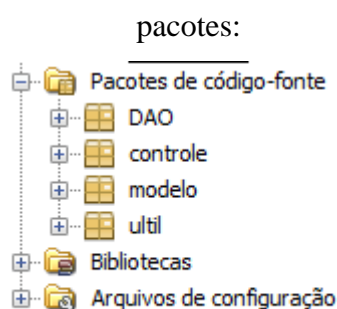 pacotes:
Pacotes de código-fonte
DAO
controle
modelo
ultil
Bibliotecas
Arquivos de configuração